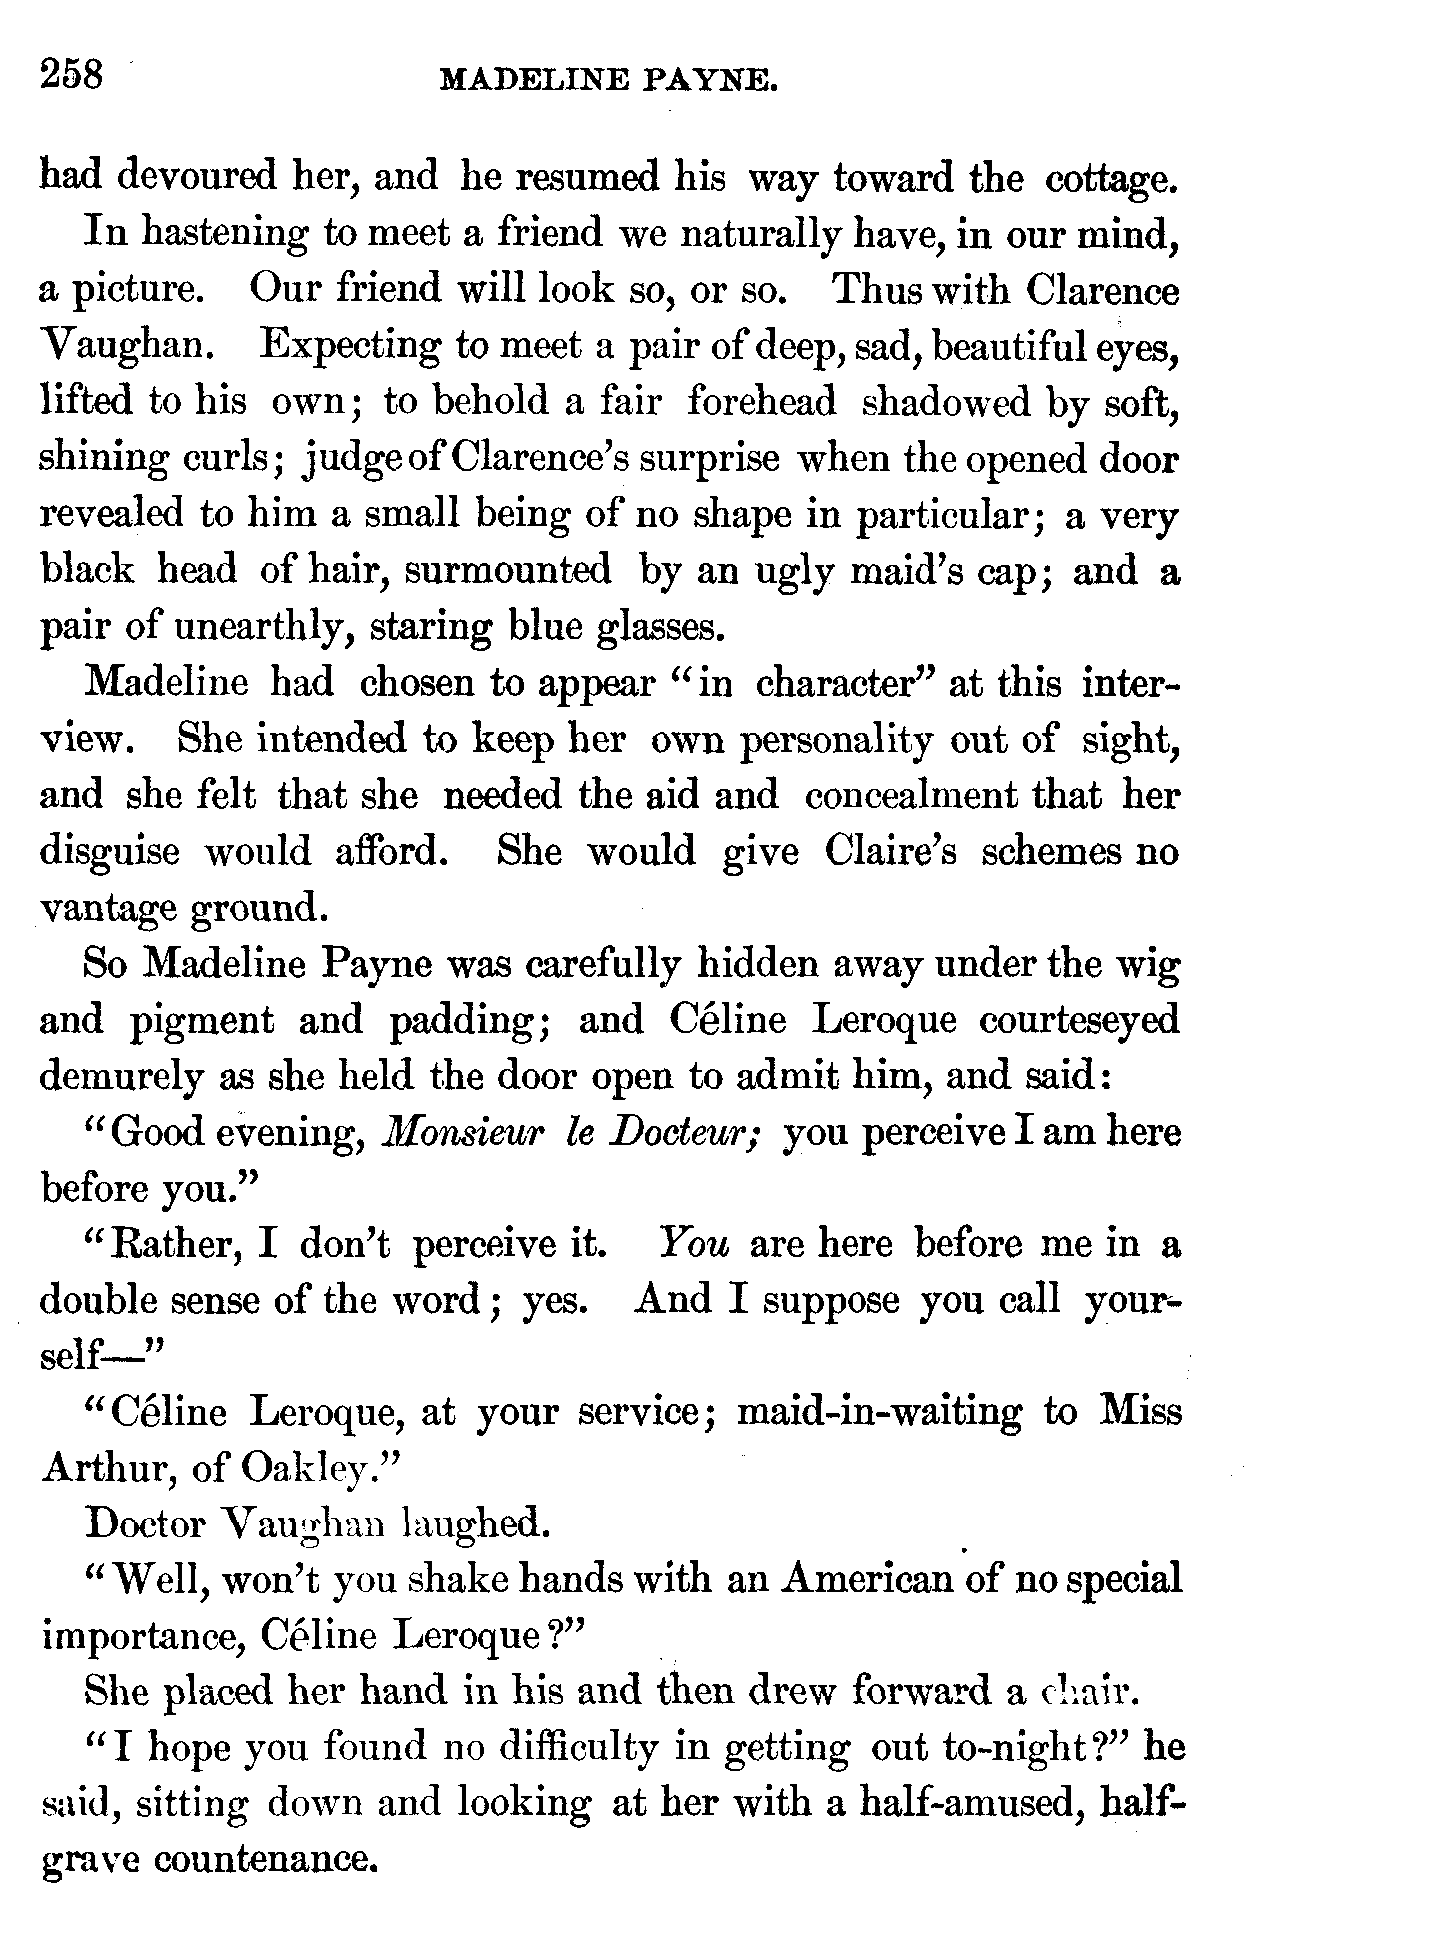 258 MADELINE PAYNE.
had devoured her, and he resumed his way toward the cottage.
In hastening to meet a friend we naturally have, in our mind,
a picture. Our friend will look so, or so. Thus with Clarence
Vaughan. Expecting to meet a pair of deep, sad, beautiful eyes,
lifted to his own; to behold a fair forehead shadowed by soft,
shining curls; judge of Clarence's surprise when the opened door
revealed to him a small being of no shape in particular; a very
black head of hair, surmounted by an ugly maid's cap; and a
pair of unearthly, staring blue glasses.
Madeline had chosen to appear "in character" at this inter-
view. She intended to keep her own personality out of sight,
and she felt that she needed the aid and concealment that her
disguise would afford. She would give Claire's schemes no
vantage ground.
So Madeline Payne was carefully hidden away under the wig
and pigment and padding; and Céline Leroque courteseyed
demurely as she held the door open to admit him, and said:
"Good evening, Monsieur le Docteur; you perceive I am here
before you."
"Rather, I don't perceive it. You are here before me in a
double sense of the word; yes. And I suppose you call your-
self—"
"Céline Leroque, at your service; maid-in-waiting to Miss
Arthur, of Oakley."
Doctor Vaughan laughed.
"Well, won't you shake hands with an American of no special
importance, Céline Leroque?"
She placed her hand in his and then drew forward a chair.
"I hope you found no difficulty in getting out to-night?" he
said, sitting down and looking at her with a half-amused, half-
grave countenance.